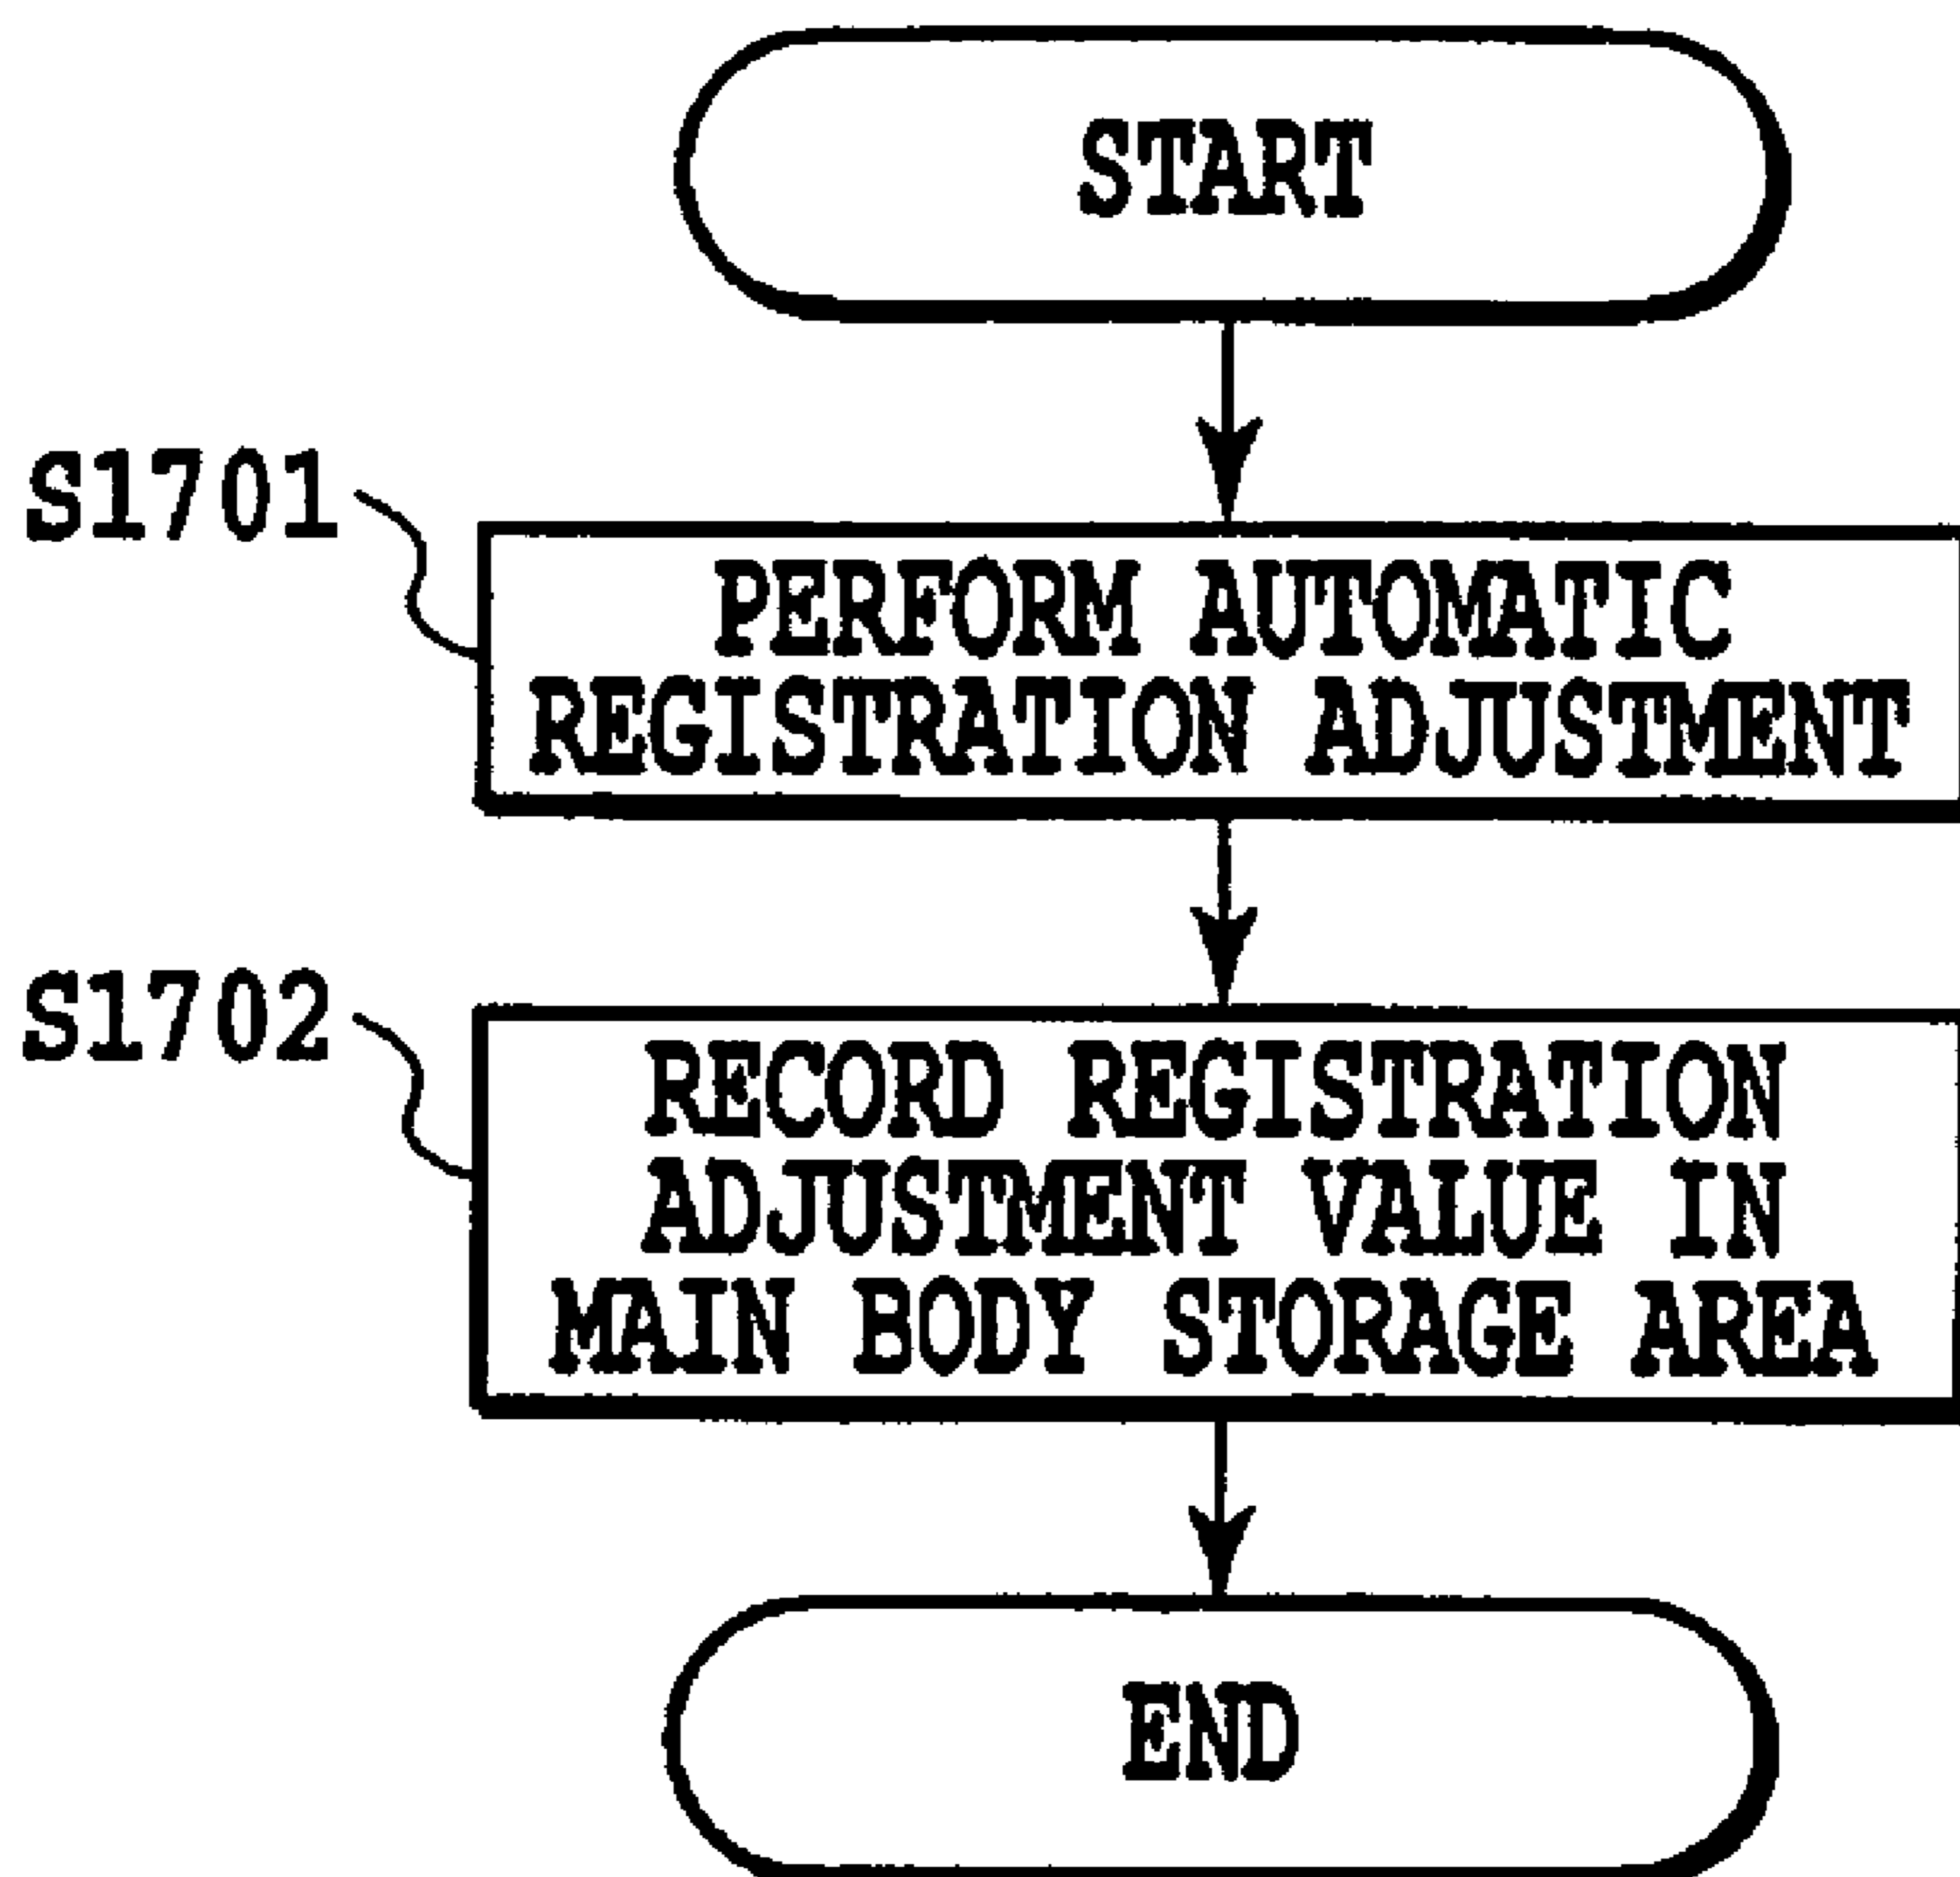 START
S1701
PERFORM AUTOMATIC
REGISTRATION ADJUSTMENT
S1702
RECORD REGISTRATION
ADJUSTMENT VALUE IN
MAIN BODY STORAGE AREA
END